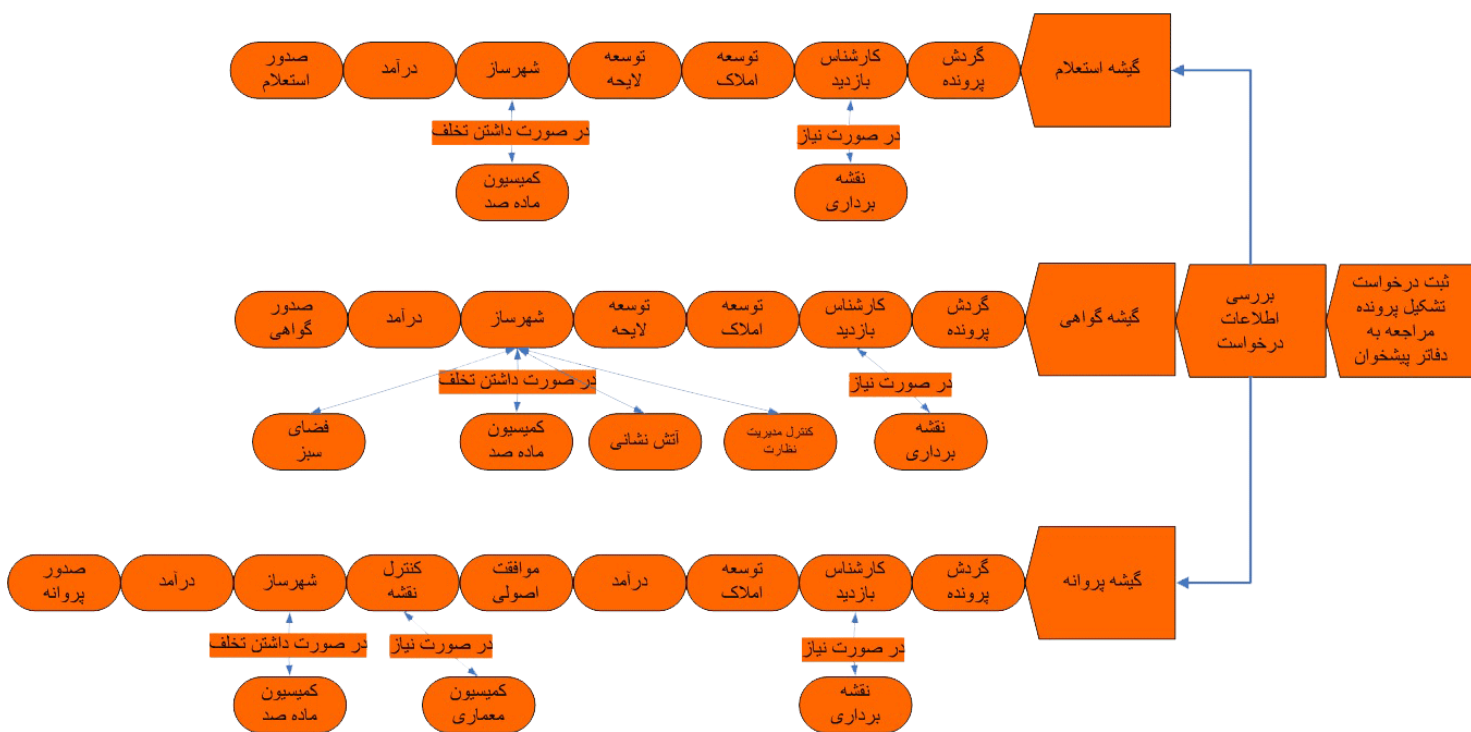 گیشه استعلام
گردش
پرونده
کارشناس
بازدید
توسعه
املاک
توسعه
لایحه
شهرساز
درآمد
صدور
استعلام
در صورت نیاز
در صورت داشتن تخلف
نقشه
برداری
کمیسیون
ماده صد
ثبت درخواست
تشکیل پرونده
مراجعه به
دفاتر پیشخوان
بررسی
اطلاعات
درخواست
گیشه گواهی
گردش
پرونده
کارشناس
بازدید
توسعه
املاک
توسعه
لایحه
شهرساز
درآمد
صدور
گواهی
در صورت نیاز
در صورت داشتن تخلف
نقشه
برداری
کنترل مدیریت
نظارت
آتش نشانی
کمیسیون
ماده صد
فضای
سبز
گیشه پروانه
گردش
پرونده
کارشناس
بازدید
توسعه
املاک
درآمد
موافقت
اصولی
کنترل
نقشه
شهرساز
درآمد
صدور
پروانه
در صورت نیاز
در صورت نیاز
در صورت داشتن تخلف
نقشه
برداری
کمیسیون
معماری
کمیسیون
ماده صد